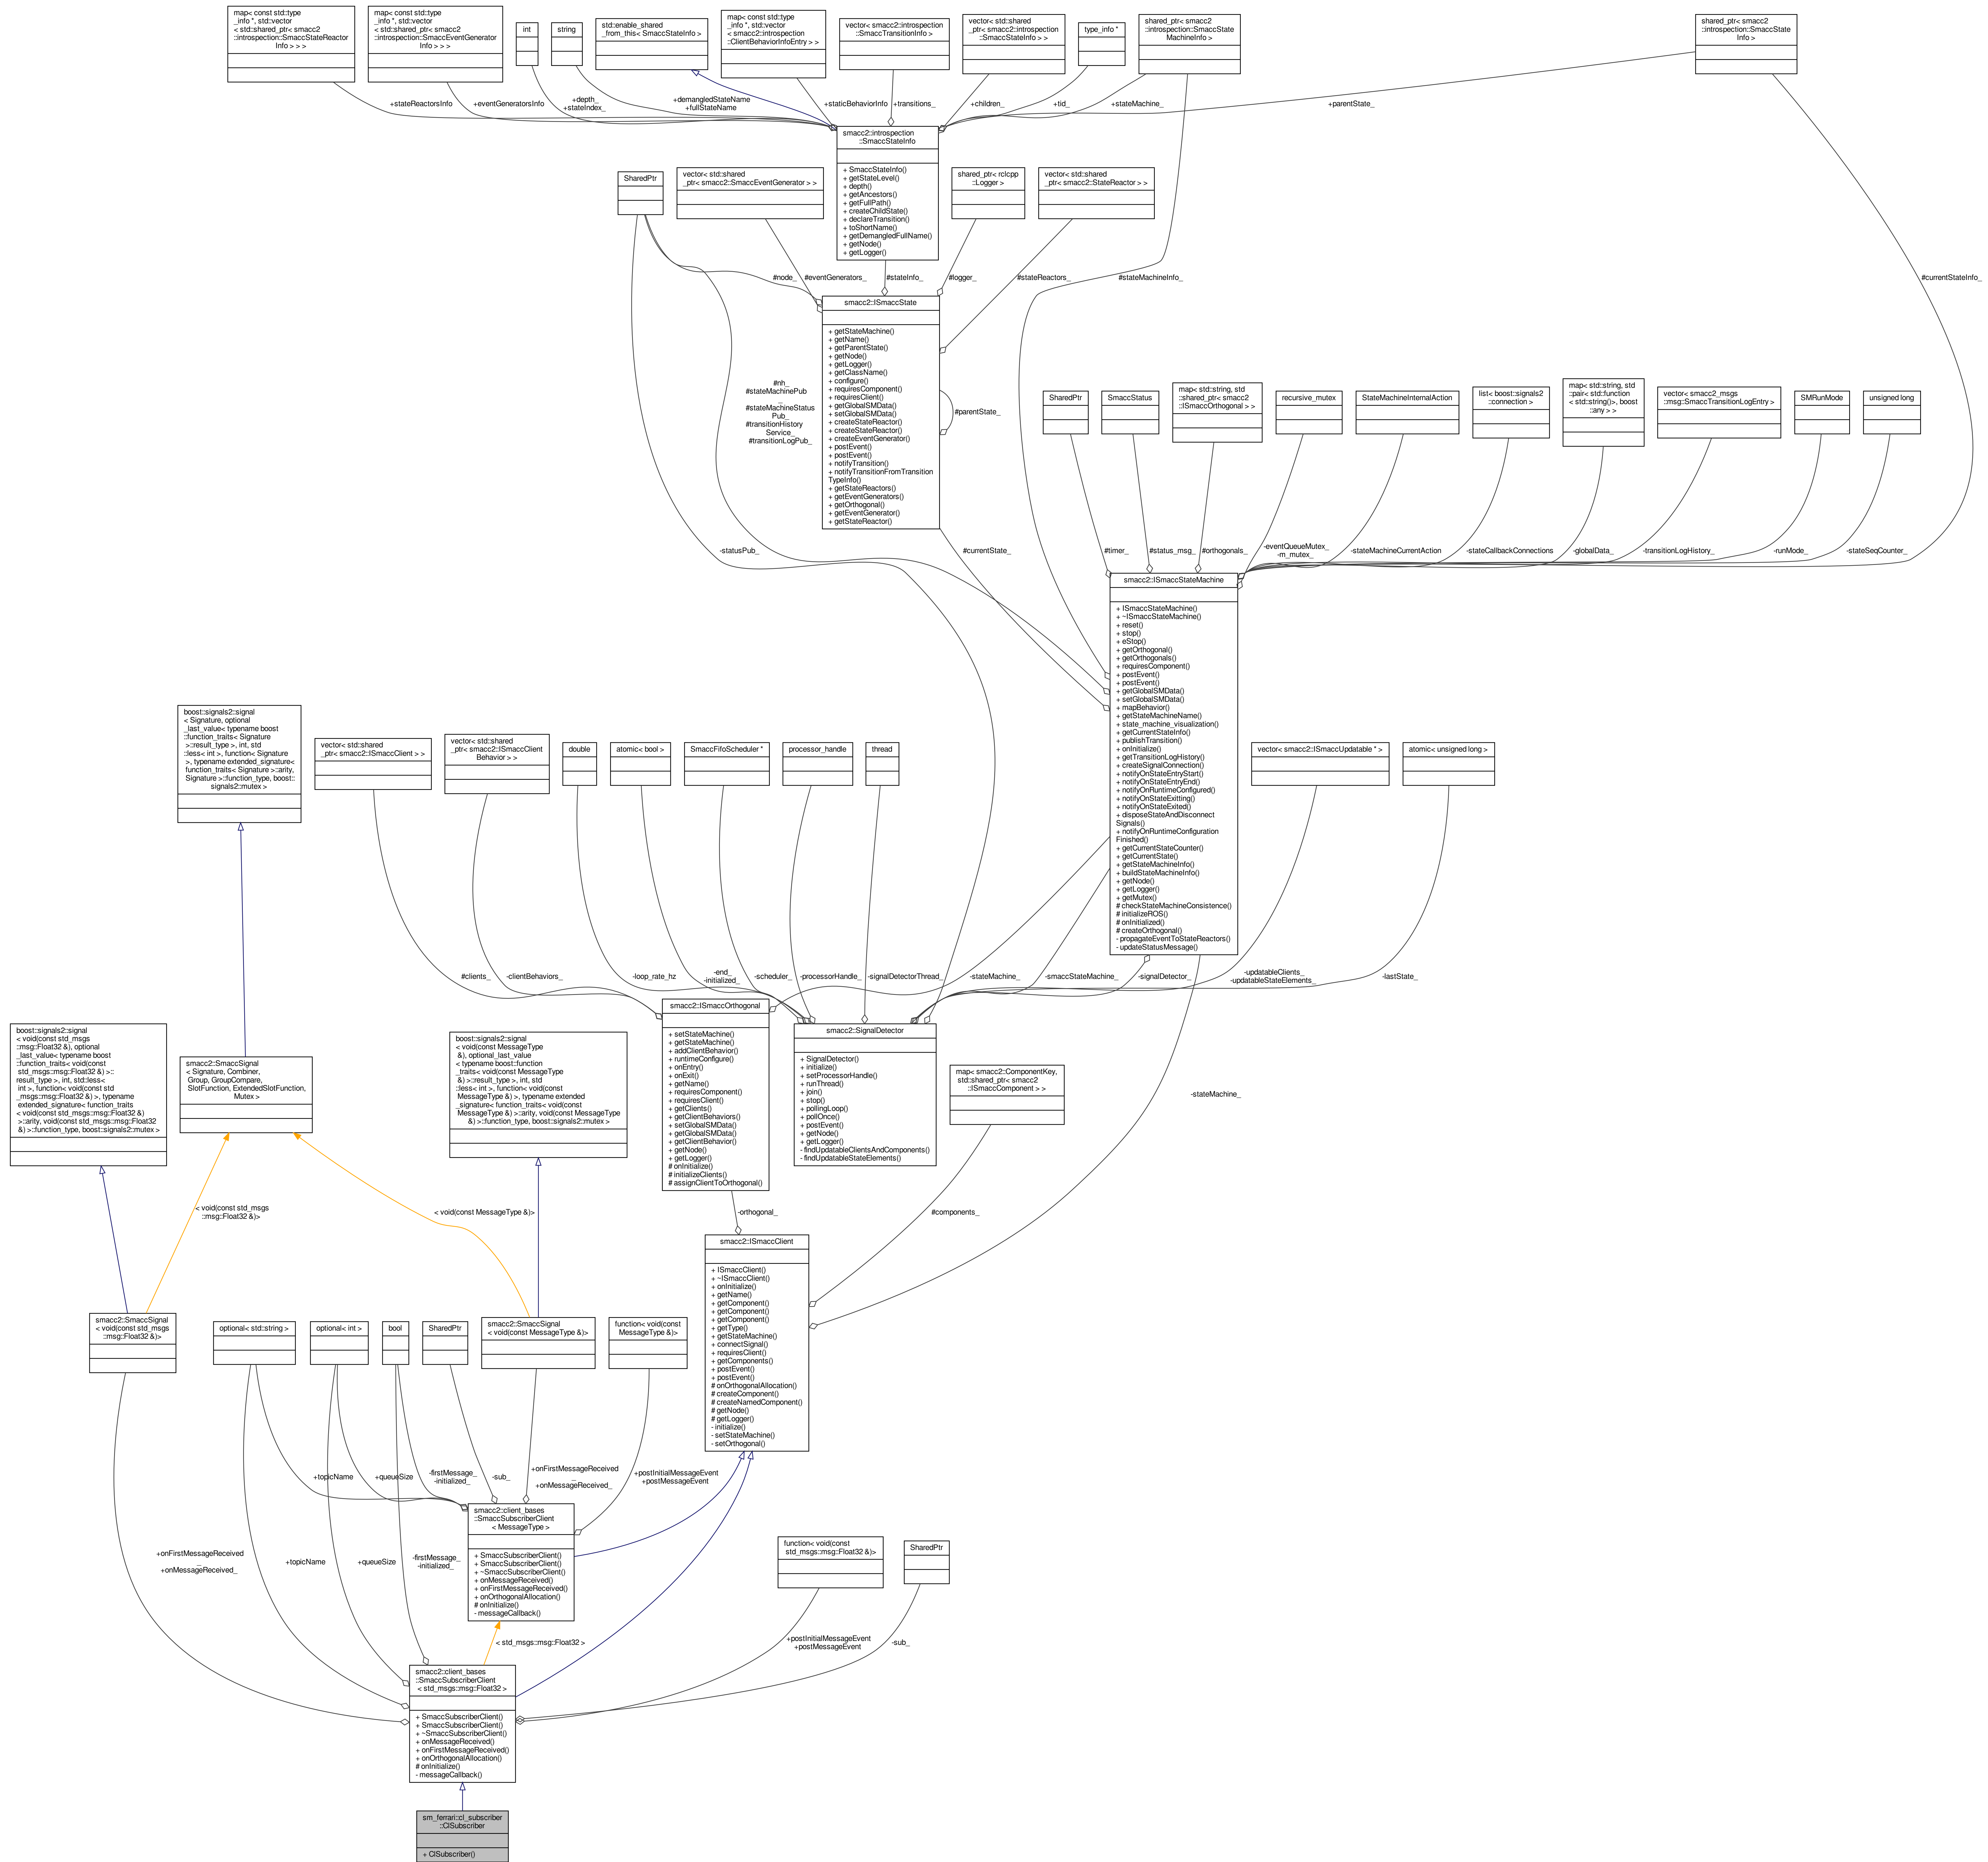 map< const std::type
_info *, std::vector
< std::shared_ptr< smacc2
::introspection::SmaccStateReactor
Info > > >
map< const std::type
_info *, std::vector
< std::shared_ptr< smacc2
::introspection::SmaccEventGenerator
Info > > >
int
string
std::enable_shared
_from_this< SmaccStateInfo >
map< const std::type
_info *, std::vector
< smacc2::introspection
::ClientBehaviorInfoEntry > >
vector< smacc2::introspection
::SmaccTransitionInfo >
vector< std::shared
_ptr< smacc2::introspection
::SmaccStateInfo > >
type_info *
shared_ptr< smacc2
::introspection::SmaccState
MachineInfo >
shared_ptr< smacc2
::introspection::SmaccState
Info >
+stateReactorsInfo
+eventGeneratorsInfo
+depth_
+stateIndex_
+demangledStateName
+fullStateName
+staticBehaviorInfo
+transitions_
+children_
+tid_
+stateMachine_
+parentState_
smacc2::introspection
::SmaccStateInfo
+ SmaccStateInfo()
+ getStateLevel()
+ depth()
+ getAncestors()
+ getFullPath()
+ createChildState()
+ declareTransition()
+ toShortName()
+ getDemangledFullName()
+ getNode()
+ getLogger()
SharedPtr
vector< std::shared
_ptr< smacc2::SmaccEventGenerator > >
shared_ptr< rclcpp
::Logger >
vector< std::shared
_ptr< smacc2::StateReactor > >
#node_
#eventGenerators_
#stateInfo_
#logger_
#stateReactors_
#stateMachineInfo_
#currentStateInfo_
smacc2::ISmaccState
+ getStateMachine()
+ getName()
+ getParentState()
+ getNode()
+ getLogger()
+ getClassName()
+ configure()
+ requiresComponent()
+ requiresClient()
+ getGlobalSMData()
+ setGlobalSMData()
+ createStateReactor()
+ createStateReactor()
+ createEventGenerator()
+ postEvent()
+ postEvent()
+ notifyTransition()
+ notifyTransitionFromTransition
TypeInfo()
+ getStateReactors()
+ getEventGenerators()
+ getOrthogonal()
+ getEventGenerator()
+ getStateReactor()
#parentState_
#nh_
#stateMachinePub
_
#stateMachineStatus
Pub_
#transitionHistory
Service_
#transitionLogPub_
SharedPtr
SmaccStatus
map< std::string, std
::shared_ptr< smacc2
::ISmaccOrthogonal > >
recursive_mutex
StateMachineInternalAction
list< boost::signals2
::connection >
map< std::string, std
::pair< std::function
< std::string()>, boost
::any > >
vector< smacc2_msgs
::msg::SmaccTransitionLogEntry >
SMRunMode
unsigned long
-statusPub_
#currentState_
#timer_
#status_msg_
#orthogonals_
-eventQueueMutex_
-m_mutex_
-stateMachineCurrentAction
-stateCallbackConnections
-globalData_
-transitionLogHistory_
-runMode_
-stateSeqCounter_
smacc2::ISmaccStateMachine
+ ISmaccStateMachine()
+ ~ISmaccStateMachine()
+ reset()
+ stop()
+ eStop()
+ getOrthogonal()
+ getOrthogonals()
+ requiresComponent()
+ postEvent()
+ postEvent()
+ getGlobalSMData()
+ setGlobalSMData()
+ mapBehavior()
+ getStateMachineName()
+ state_machine_visualization()
+ getCurrentStateInfo()
+ publishTransition()
+ onInitialize()
+ getTransitionLogHistory()
+ createSignalConnection()
+ notifyOnStateEntryStart()
+ notifyOnStateEntryEnd()
+ notifyOnRuntimeConfigured()
+ notifyOnStateExitting()
+ notifyOnStateExited()
+ disposeStateAndDisconnect
Signals()
+ notifyOnRuntimeConfiguration
Finished()
+ getCurrentStateCounter()
+ getCurrentState()
+ getStateMachineInfo()
+ buildStateMachineInfo()
+ getNode()
+ getLogger()
+ getMutex()
# checkStateMachineConsistence()
# initializeROS()
# onInitialized()
# createOrthogonal()
- propagateEventToStateReactors()
- updateStatusMessage()
boost::signals2::signal
< Signature, optional
_last_value< typename boost
::function_traits< Signature
>::result_type >, int, std
::less< int >, function< Signature
>, typename extended_signature<
function_traits< Signature >::arity,
Signature >::function_type, boost::
signals2::mutex >
vector< std::shared
_ptr< smacc2::ISmaccClient > >
vector< std::shared
_ptr< smacc2::ISmaccClient
Behavior > >
double
atomic< bool >
SmaccFifoScheduler *
processor_handle
thread
vector< smacc2::ISmaccUpdatable * >
atomic< unsigned long >
#clients_
-clientBehaviors_
-loop_rate_hz
-end_
-initialized_
-scheduler_
-processorHandle_
-signalDetectorThread_
-stateMachine_
-smaccStateMachine_
-signalDetector_
-updatableClients_
-updatableStateElements_
-lastState_
boost::signals2::signal
< void(const std_msgs
::msg::Float32 &), optional
_last_value< typename boost
::function_traits< void(const
std_msgs::msg::Float32 &) >::
result_type >, int, std::less<
int >, function< void(const std
_msgs::msg::Float32 &) >, typename
extended_signature< function_traits
< void(const std_msgs::msg::Float32 &)
>::arity, void(const std_msgs::msg::Float32
&) >::function_type, boost::signals2::mutex >
smacc2::SmaccSignal
< Signature, Combiner,
Group, GroupCompare,
SlotFunction, ExtendedSlotFunction,
Mutex >
boost::signals2::signal
< void(const MessageType
&), optional_last_value
< typename boost::function
_traits< void(const MessageType
&) >::result_type >, int, std
::less< int >, function< void(const
MessageType &) >, typename extended
_signature< function_traits< void(const
MessageType &) >::arity, void(const MessageType
&) >::function_type, boost::signals2::mutex >
smacc2::ISmaccOrthogonal
+ setStateMachine()
+ getStateMachine()
+ addClientBehavior()
+ runtimeConfigure()
+ onEntry()
+ onExit()
+ getName()
+ requiresComponent()
+ requiresClient()
+ getClients()
+ getClientBehaviors()
+ setGlobalSMData()
+ getGlobalSMData()
+ getClientBehavior()
+ getNode()
+ getLogger()
# onInitialize()
# initializeClients()
# assignClientToOrthogonal()
smacc2::SignalDetector
+ SignalDetector()
+ initialize()
+ setProcessorHandle()
+ runThread()
+ join()
+ stop()
+ pollingLoop()
+ pollOnce()
+ postEvent()
+ getNode()
+ getLogger()
- findUpdatableClientsAndComponents()
- findUpdatableStateElements()
map< smacc2::ComponentKey,
std::shared_ptr< smacc2
::ISmaccComponent > >
-stateMachine_
< void(const std_msgs
::msg::Float32 &)>
< void(const MessageType &)>
-orthogonal_
#components_
smacc2::ISmaccClient
+ ISmaccClient()
+ ~ISmaccClient()
+ onInitialize()
+ getName()
+ getComponent()
+ getComponent()
+ getComponent()
+ getType()
+ getStateMachine()
+ connectSignal()
+ requiresClient()
+ getComponents()
+ postEvent()
+ postEvent()
# onOrthogonalAllocation()
# createComponent()
# createNamedComponent()
# getNode()
# getLogger()
- initialize()
- setStateMachine()
- setOrthogonal()
smacc2::SmaccSignal
< void(const std_msgs
::msg::Float32 &)>
optional< std::string >
optional< int >
bool
SharedPtr
smacc2::SmaccSignal
< void(const MessageType &)>
function< void(const
MessageType &)>
+topicName
+queueSize
-firstMessage_
-initialized_
-sub_
+onFirstMessageReceived
_
+onMessageReceived_
+postInitialMessageEvent
+postMessageEvent
smacc2::client_bases
::SmaccSubscriberClient
< MessageType >
+ SmaccSubscriberClient()
+ SmaccSubscriberClient()
+ ~SmaccSubscriberClient()
+ onMessageReceived()
+ onFirstMessageReceived()
+ onOrthogonalAllocation()
# onInitialize()
- messageCallback()
function< void(const
std_msgs::msg::Float32 &)>
SharedPtr
+onFirstMessageReceived
_
+onMessageReceived_
+topicName
+queueSize
-firstMessage_
-initialized_
< std_msgs::msg::Float32 >
+postInitialMessageEvent
+postMessageEvent
-sub_
smacc2::client_bases
::SmaccSubscriberClient
< std_msgs::msg::Float32 >
+ SmaccSubscriberClient()
+ SmaccSubscriberClient()
+ ~SmaccSubscriberClient()
+ onMessageReceived()
+ onFirstMessageReceived()
+ onOrthogonalAllocation()
# onInitialize()
- messageCallback()
sm_ferrari::cl_subscriber
::ClSubscriber
+ ClSubscriber()